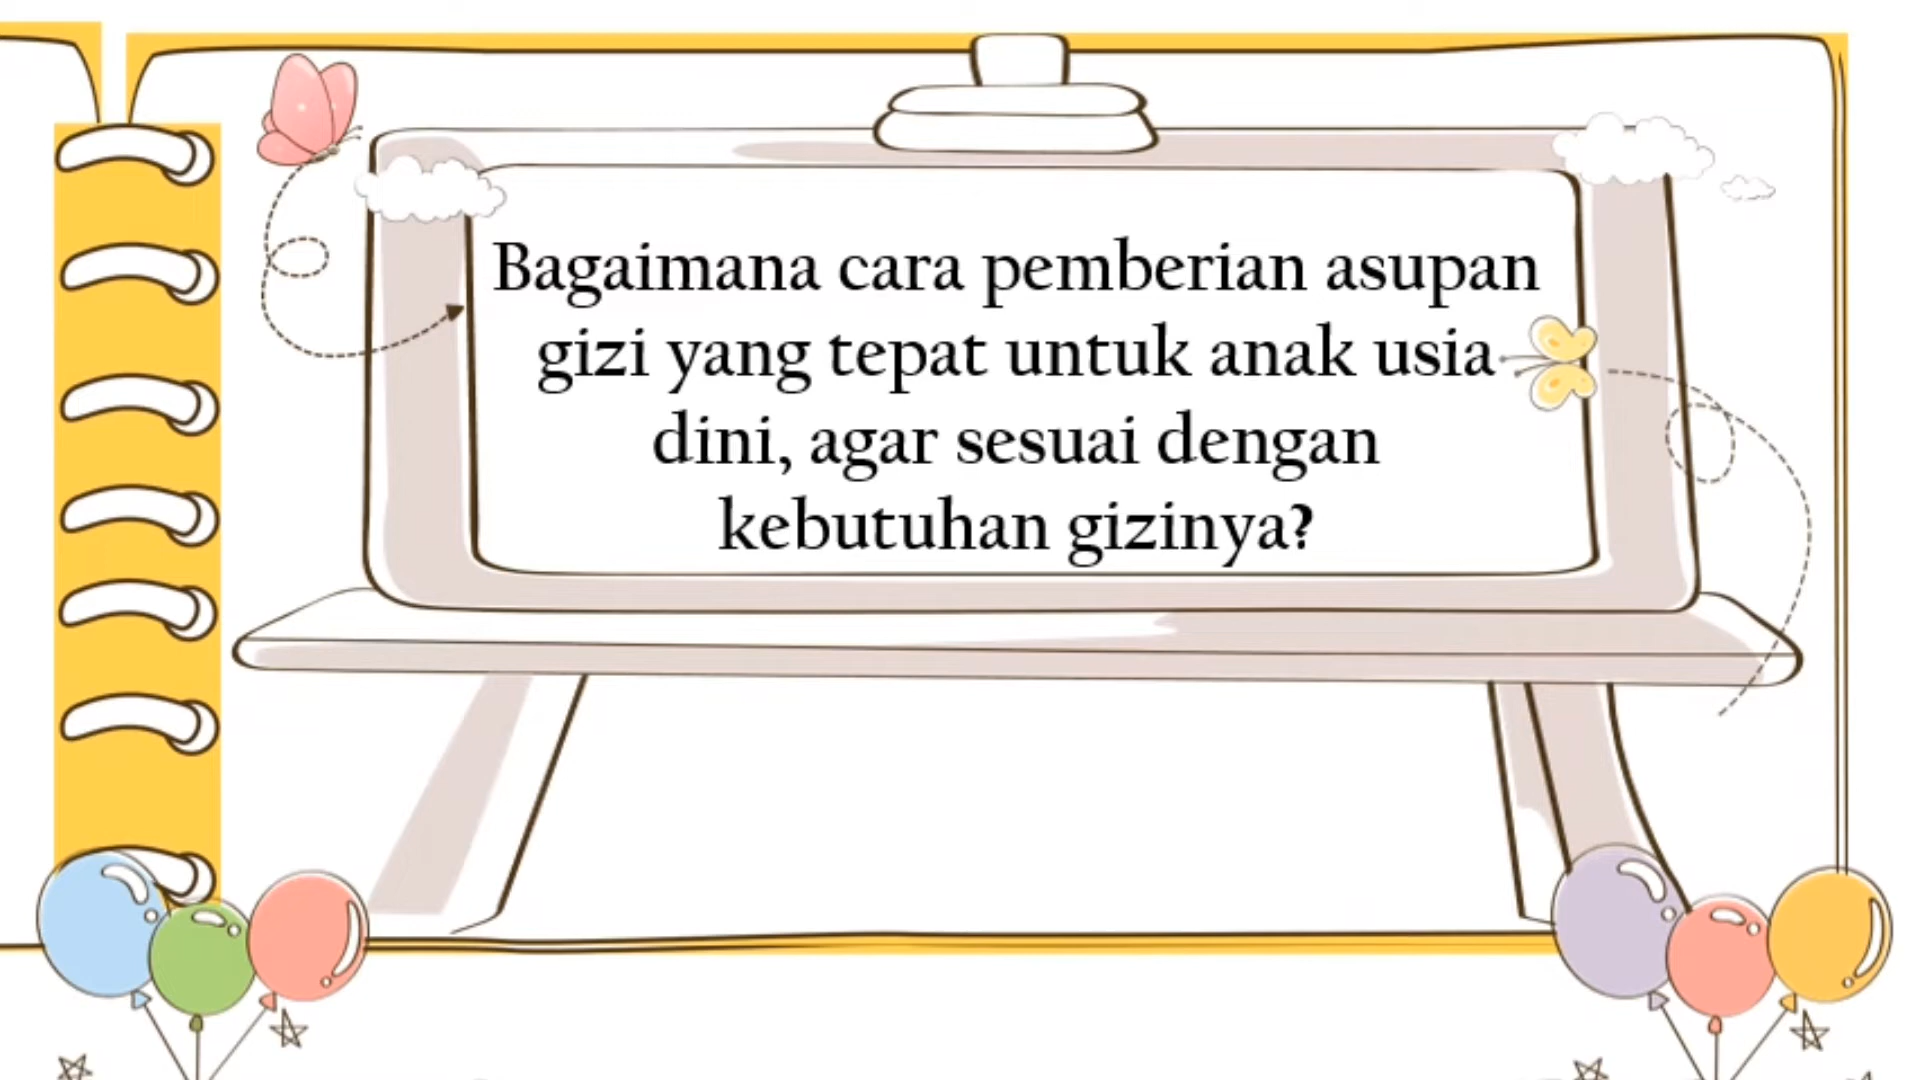 Bagaimana cara pemberian asupan
gizi yang tepat untuk anak usia
dini, agar sesuai dengan
kebutuhan gizinya?